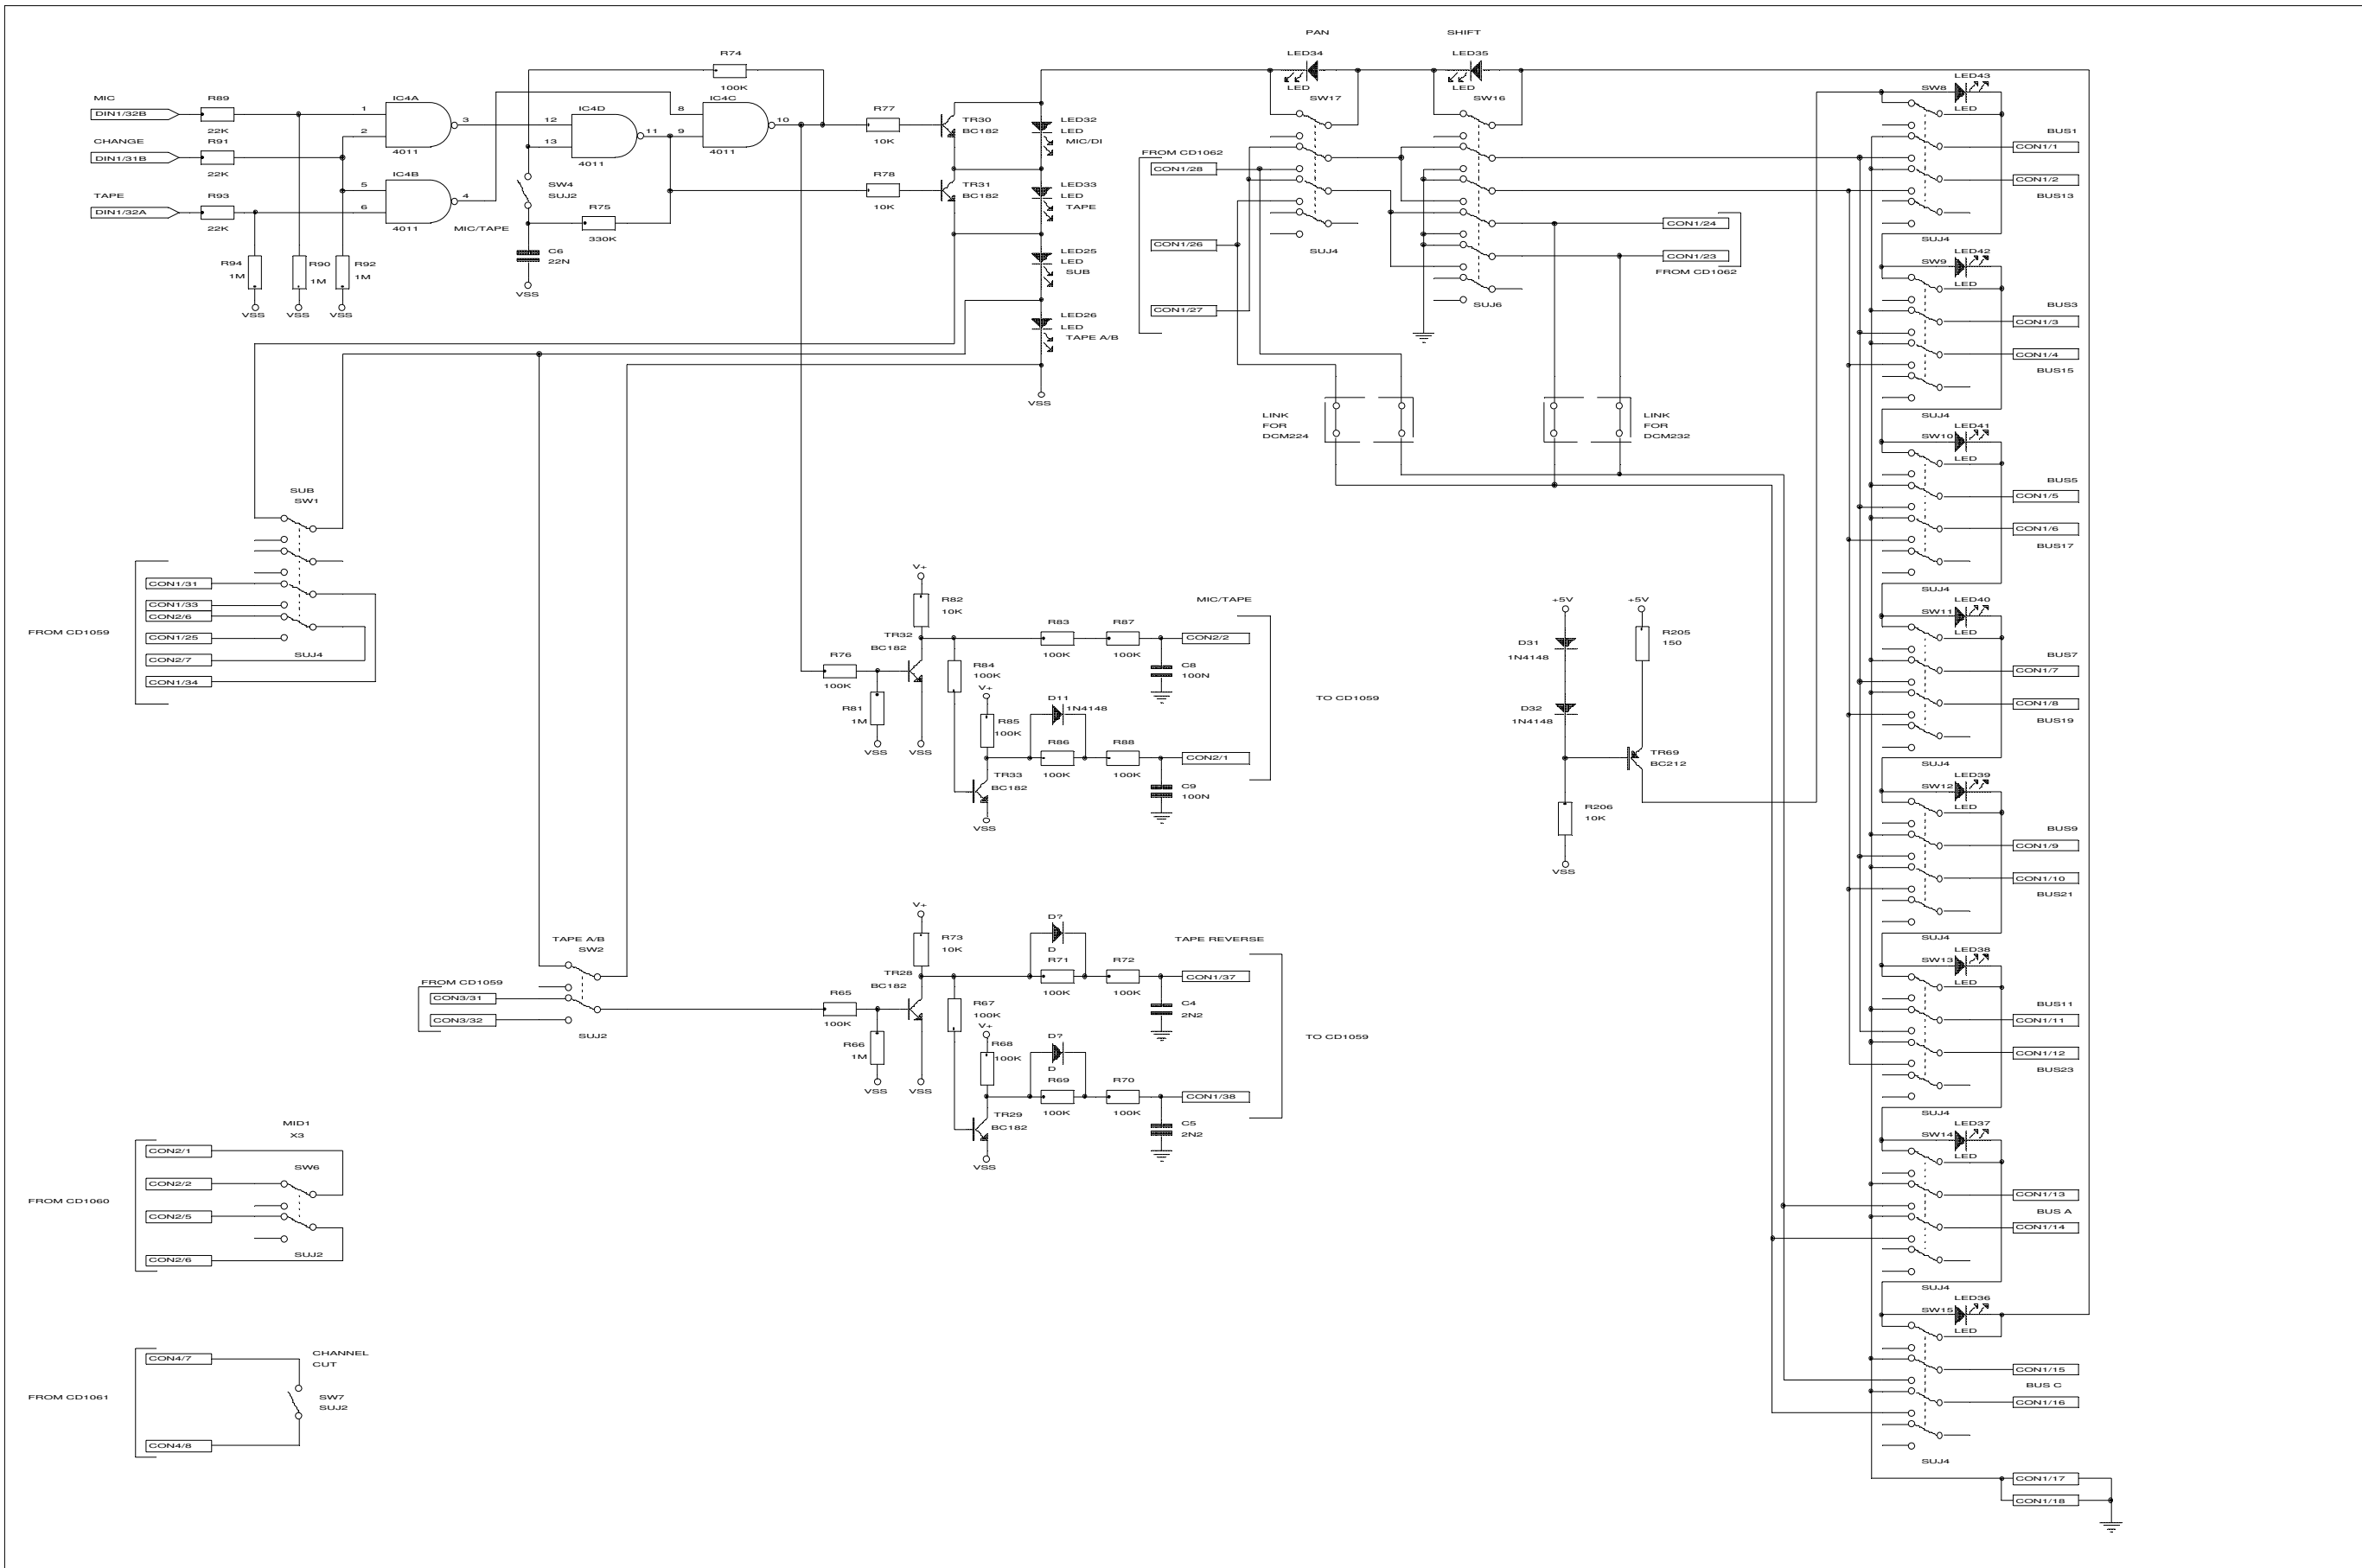 PAN
SHIFT
R74
100K
LED34
LED
LED35
LED
SW17
SW16
LED43
SW8
LED
MIC
DIN1/32B
R89
22K
CHANGE
DIN1/31B
R91
22K
TAPE
DIN1/32A
R93
22K
IC4A
1
2
3
4011
IC4B
5
6
4
4011
IC4D
12
13
11
4011
IC4C
8
9
10
4011
MIC/TAPE
SW4
SUJ2
R75
330K
C6
22N
VSS
R94
1M
R90
1M
R92
1M
VSS
VSS
VSS
R77
10K
R78
10K
TR30
BC182
TR31
BC182
LED32
LED
MIC/DI
LED33
LED
TAPE
LED25
LED
SUB
LED26
LED
TAPE A/B
VSS
FROM CD1062
CON1/28
CON1/26
CON1/27
SUJ4
SUJ6
CON1/24
CON1/23
FROM CD1062
LINK
FOR
DCM224
LINK
FOR
DCM232
BUS1
CON1/1
CON1/2
BUS13
SUJ4
LED42
SW9
LED
BUS3
CON1/3
CON1/4
BUS15
SUJ4
LED41
SW10
LED
BUS5
CON1/5
CON1/6
BUS17
SUJ4
LED40
SW11
LED
BUS7
CON1/7
CON1/8
BUS19
SUJ4
LED39
SW12
LED
BUS9
CON1/9
CON1/10
BUS21
SUJ4
LED38
SW13
LED
BUS11
CON1/11
CON1/12
BUS23
SUJ4
LED37
SW14
LED
CON1/13
BUS A
CON1/14
SUJ4
LED36
SW15
LED
CON1/15
BUS C
CON1/16
SUJ4
CON1/17
CON1/18
SUB
SW1
FROM CD1059
CON1/31
CON1/33
CON2/6
CON1/25
CON2/7
CON1/34
SUJ4
V+
R82
10K
TR32
BC182
R76
100K
R81
1M
VSS
VSS
R84
100K
V+
R85
100K
TR33
BC182
VSS
R83
100K
R87
100K
D11
1N4148
R86
100K
R88
100K
C8
100N
C9
100N
MIC/TAPE
CON2/2
CON2/1
TO CD1059
+5V
+5V
D31
1N4148
D32
1N4148
R205
150
TR69
BC212
R206
10K
VSS
TAPE A/B
SW2
FROM CD1059
CON3/31
CON3/32
SUJ2
R65
100K
R66
1M
VSS
VSS
V+
R73
10K
TR28
BC182
R67
100K
V+
R68
100K
TR29
BC182
VSS
D?
D
R71
100K
R72
100K
D?
D
R69
100K
R70
100K
C4
2N2
C5
2N2
TAPE REVERSE
CON1/37
CON1/38
TO CD1059
MID1
X3
SW6
FROM CD1060
CON2/1
CON2/2
CON2/5
CON2/6
SUJ2
FROM CD1061
CON4/7
CON4/8
CHANNEL
CUT
SW7
SUJ2